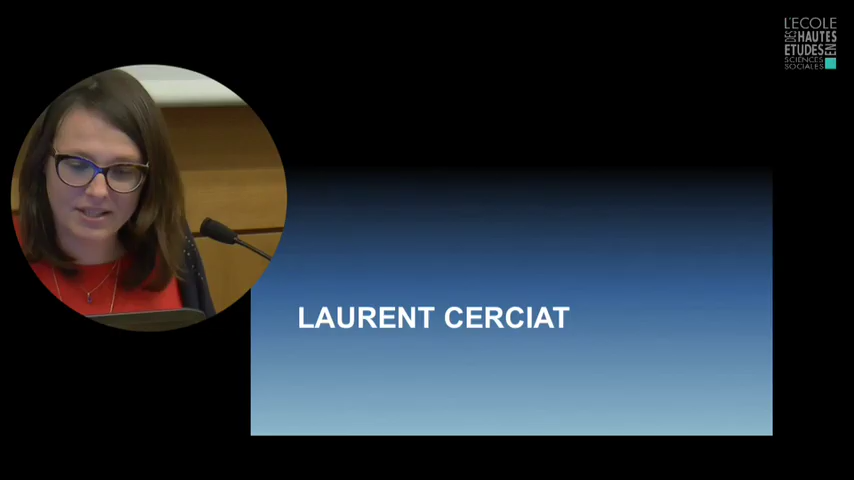 L'ECOLE
DES HAUTES
ETUDES EN
SCIENCES
SOCIALES
LAURENT CERCIAT